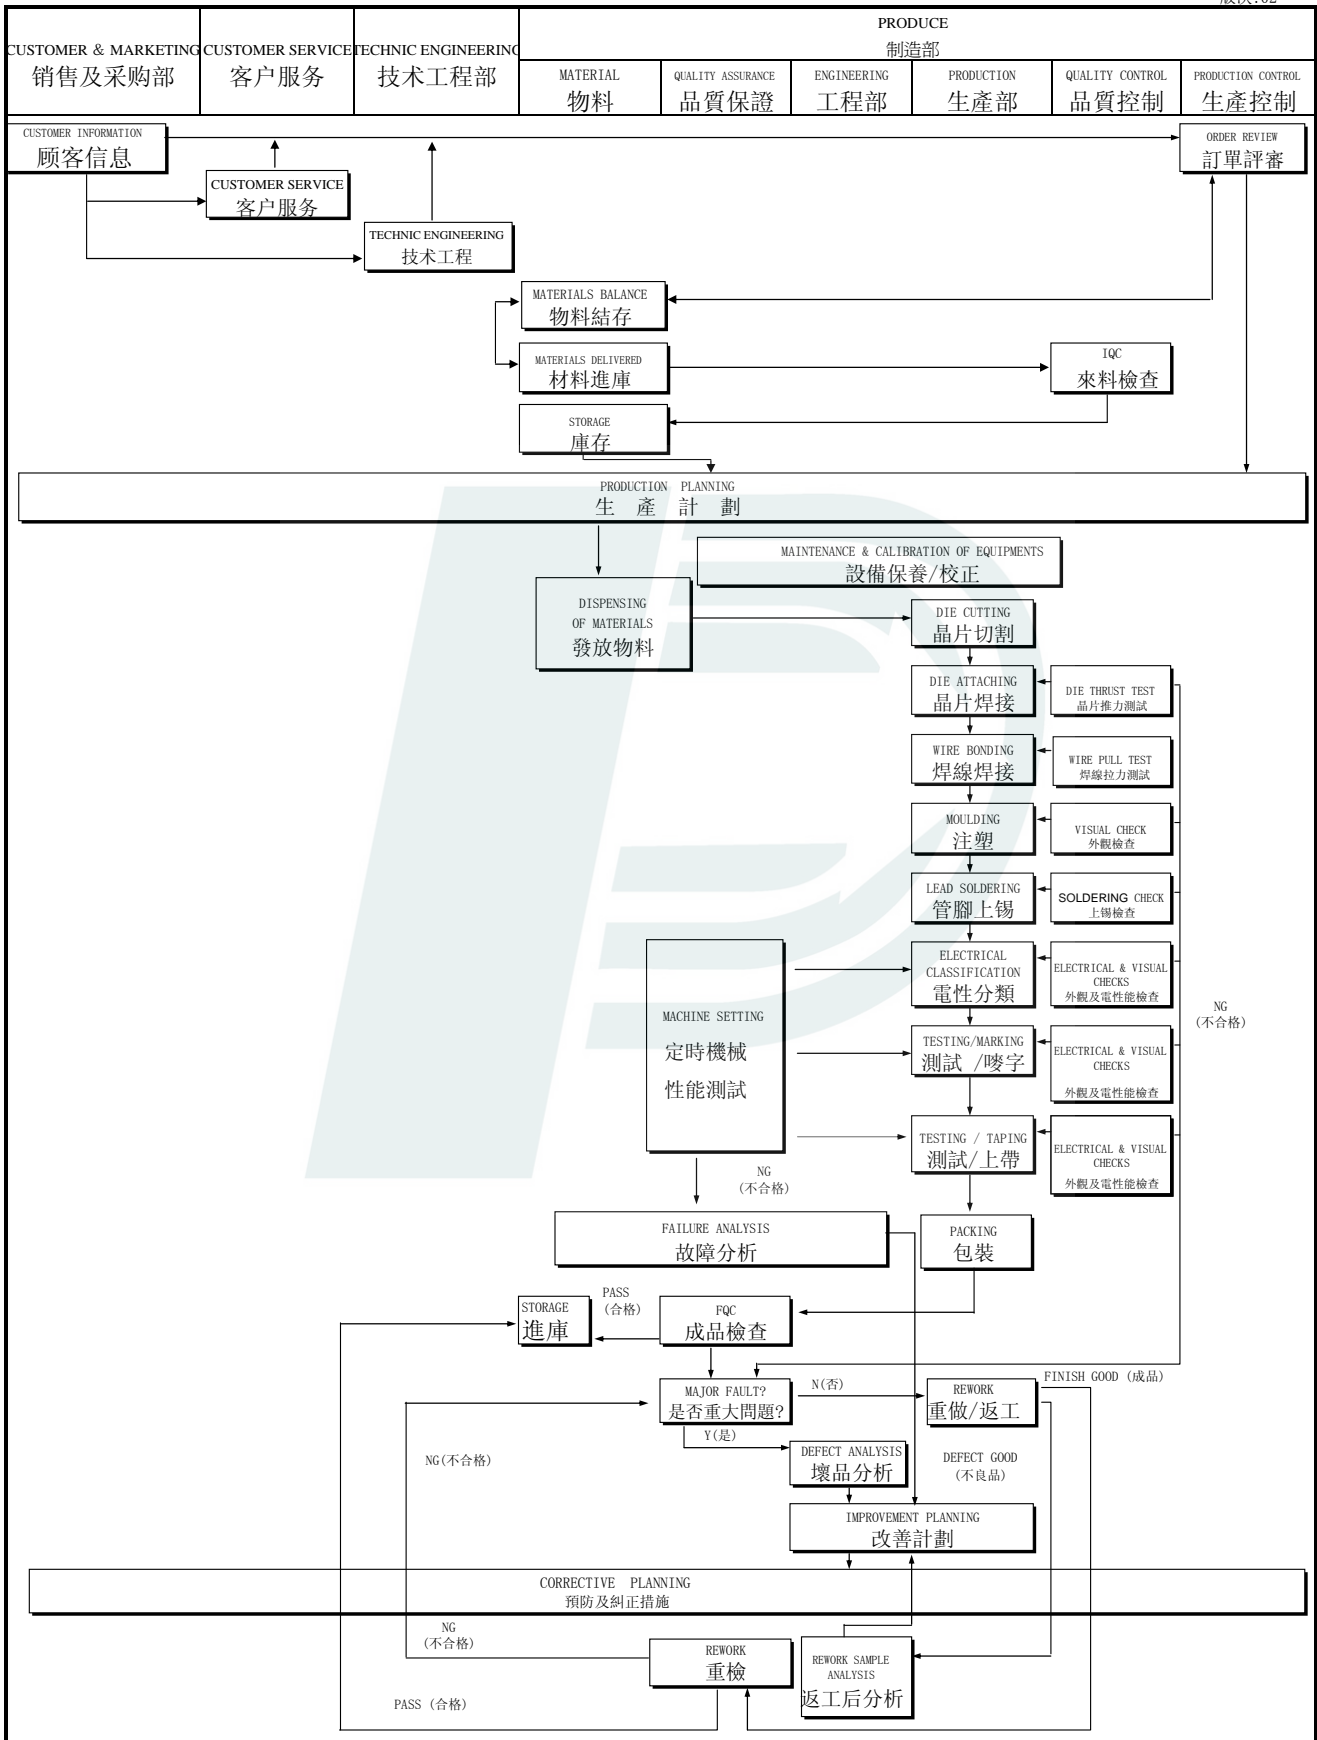 PRODUCE
制造部
CUSTOMER & MARKETING
销售及采购部
CUSTOMER SERVICE
客户服务
TECHNIC ENGINEERING
技术工程部
MATERIAL
物料
QUALITY ASSURANCE
品質保證
ENGINEERING
工程部
PRODUCTION
生產部
QUALITY CONTROL
品質控制
PRODUCTION CONTROL
生產控制
CUSTOMER INFORMATION
顾客信息
ORDER REVIEW
訂單評審
CUSTOMER SERVICE
客户服务
TECHNIC ENGINEERING
技术工程
MATERIALS BALANCE
物料結存
MATERIALS DELIVERED
材料進庫
IQC
來料檢查
STORAGE
庫存
PRODUCTION PLANNING
生 產 計 劃
MAINTENANCE & CALIBRATION OF EQUIPMENTS
設備保養/校正
DISPENSING
OF MATERIALS
發放物料
DIE CUTTING
晶片切割
DIE ATTACHING
晶片焊接
DIE THRUST TEST
晶片推力測試
WIRE BONDING
焊線焊接
WIRE PULL TEST
焊線拉力測試
MOULDING
注塑
VISUAL CHECK
外觀檢查
LEAD SOLDERING
管腳上锡
SOLDERING CHECK
上锡檢查
ELECTRICAL
CLASSIFICATION
電性分類
ELECTRICAL & VISUAL
CHECKS
外觀及電性能檢查
NG
(不合格)
MACHINE SETTING
定時機械
性能測試
TESTING/MARKING
測試 /嘜字
ELECTRICAL & VISUAL
CHECKS
外觀及電性能檢查
TESTING / TAPING
測試/上帶
ELECTRICAL & VISUAL
CHECKS
外觀及電性能檢查
NG
(不合格)
FAILURE ANALYSIS
故障分析
PACKING
包裝
STORAGE
進庫
PASS
(合格)
FQC
成品檢查
MAJOR FAULT?
是否重大問題?
N(否)
REWORK
重做/返工
FINISH GOOD (成品)
Y(是)
DEFECT ANALYSIS
壞品分析
DEFECT GOOD
(不良品)
NG(不合格)
IMPROVEMENT PLANNING
改善計劃
CORRECTIVE PLANNING
預防及糾正措施
NG
(不合格)
REWORK
重檢
REWORK SAMPLE
ANALYSIS
返工后分析
PASS (合格)